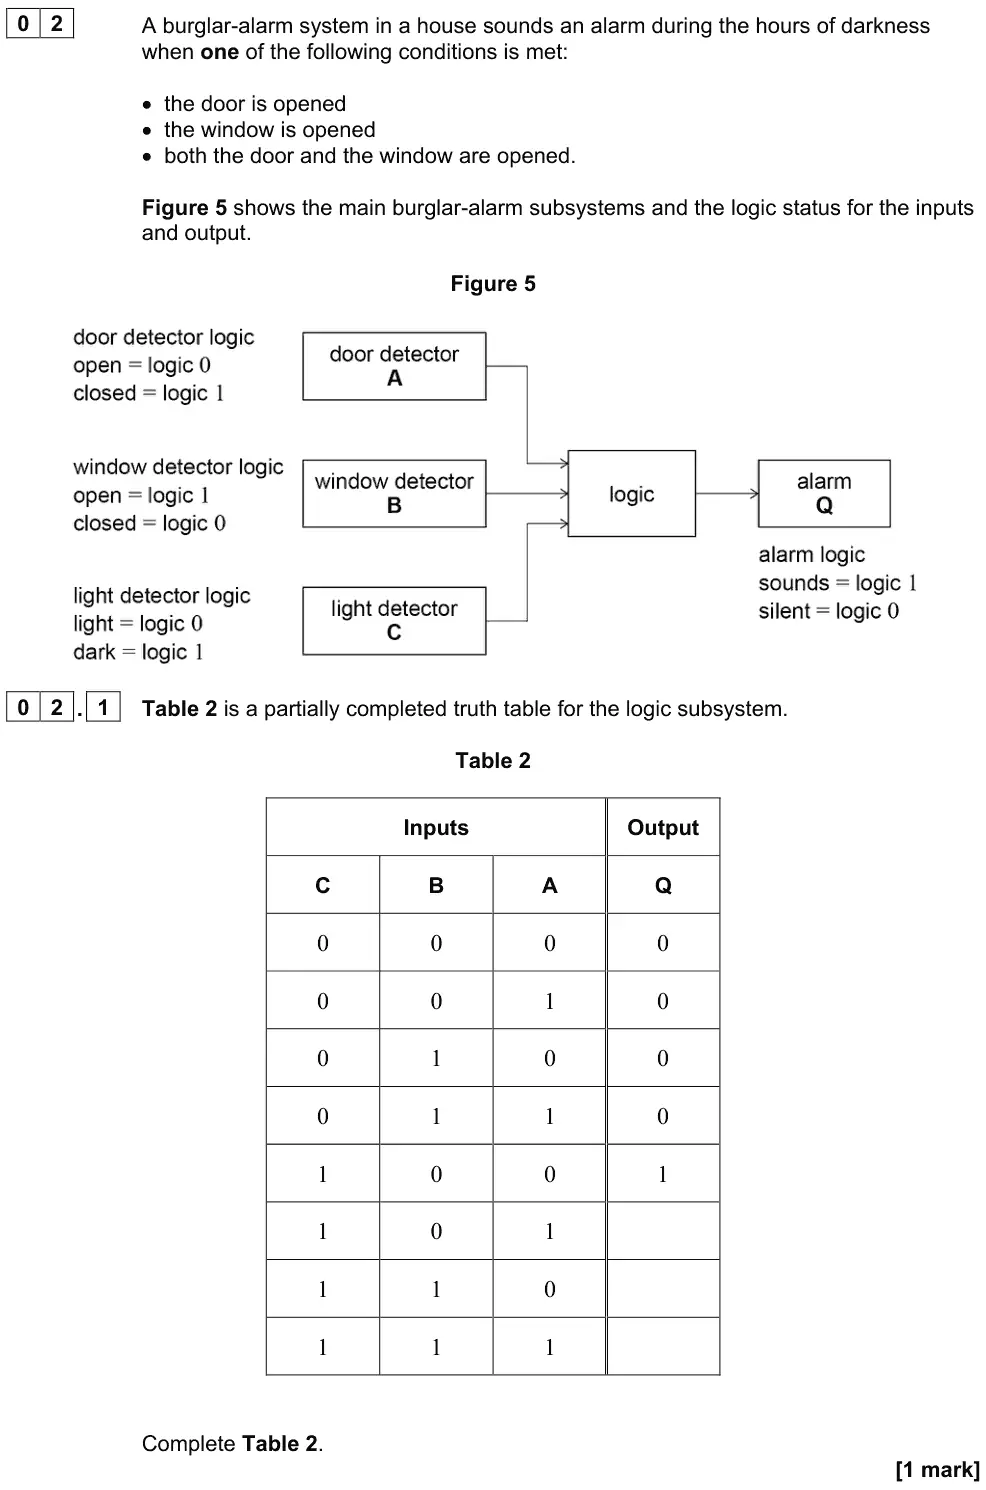 0 2 A burglar-alarm system in a house sounds an alarm during the hours of darkness
when one of the following conditions is met:
• the door is opened
• the window is opened
• both the door and the window are opened.
Figure 5 shows the main burglar-alarm subsystems and the logic status for the inputs
and output.
Figure 5
door detector logic
open = logic 0
closed = logic 1
door detector
A
window detector logic
open = logic 1
closed = logic 0
window detector
B
logic
alarm
Q
alarm logic
sounds = logic 1
silent = logic 0
light detector logic
light = logic 0
dark = logic 1
light detector
C
0 2 . 1 Table 2 is a partially completed truth table for the logic subsystem.
Table 2
Inputs Output
C B A Q
0 0 0 0
0 0 1 0
0 1 0 0
0 1 1 0
1 0 0 1
1 0 1
1 1 0
1 1 1
Complete Table 2.
[1 mark]